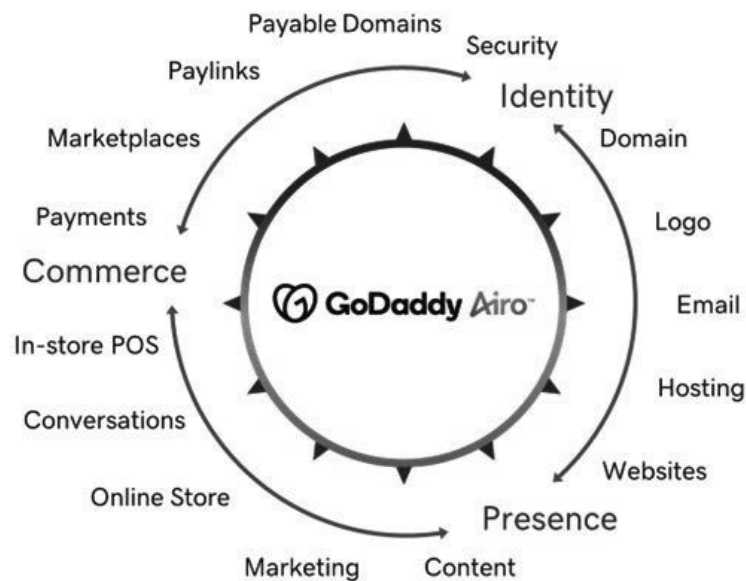 Payable Domains
Security
Paylinks
Identity
Marketplaces
Domain
Payments
Logo
Commerce
GoDaddy Airo™
Email
In-store POS
Hosting
Conversations
Websites
Online Store
Presence
Marketing
Content